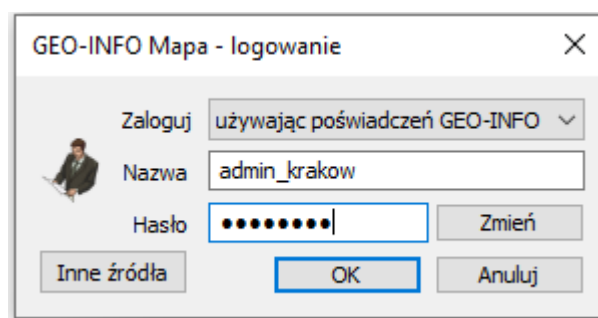 GEO-INFO Mapa - logowanie
Zaloguj używając poświadczeń GEO-INFO
Nazwa admin_krakow
Hasło ●●●●●●●● Zmień
Inne źródła OK Anuluj